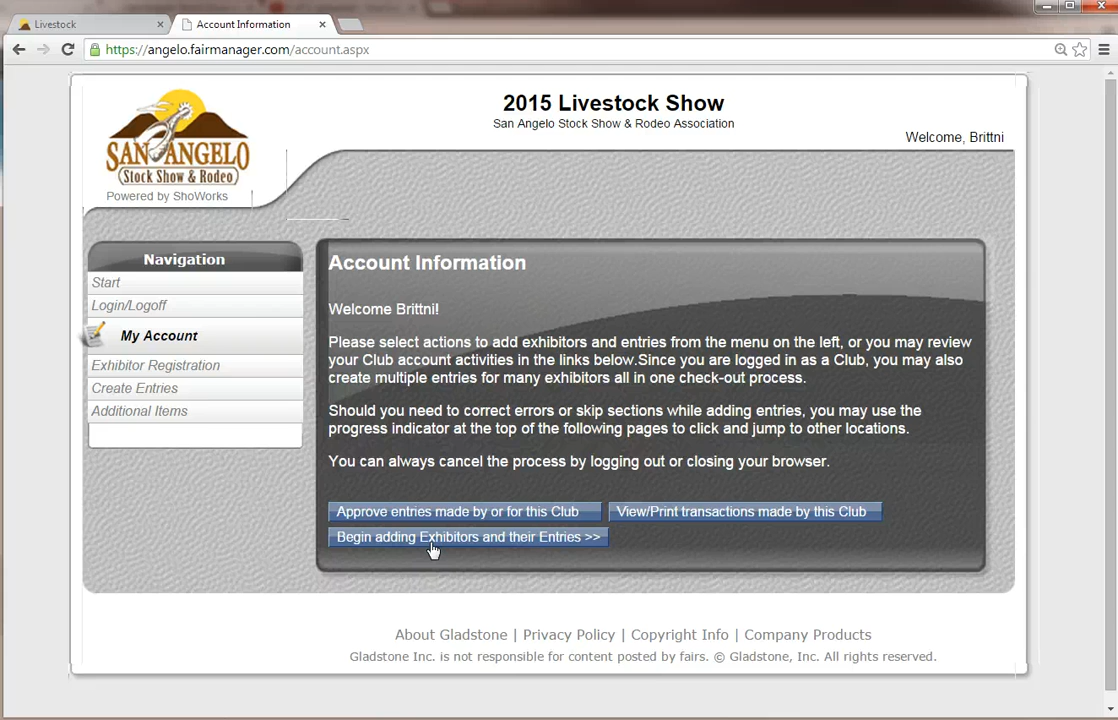 Livestock
Account Information
https://angelo.fairmanager.com/account.aspx
2015 Livestock Show
San Angelo Stock Show & Rodeo Association
Welcome, Brittni
SAN ANGELO
Stock Show & Rodeo
Powered by ShoWorks
Navigation
Start
Login/Logoff
My Account
Exhibitor Registration
Create Entries
Additional Items
Account Information
Welcome Brittni!
Please select actions to add exhibitors and entries from the menu on the left, or you may review
your Club account activities in the links below.Since you are logged in as a Club, you may also
create multiple entries for many exhibitors all in one check-out process.
Should you need to correct errors or skip sections while adding entries, you may use the
progress indicator at the top of the following pages to click and jump to other locations.
You can always cancel the process by logging out or closing your browser.
Approve entries made by or for this Club
View/Print transactions made by this Club
Begin adding Exhibitors and their Entries >>
About Gladstone | Privacy Policy | Copyright Info | Company Products
Gladstone Inc. is not responsible for content posted by fairs. © Gladstone, Inc. All rights reserved.